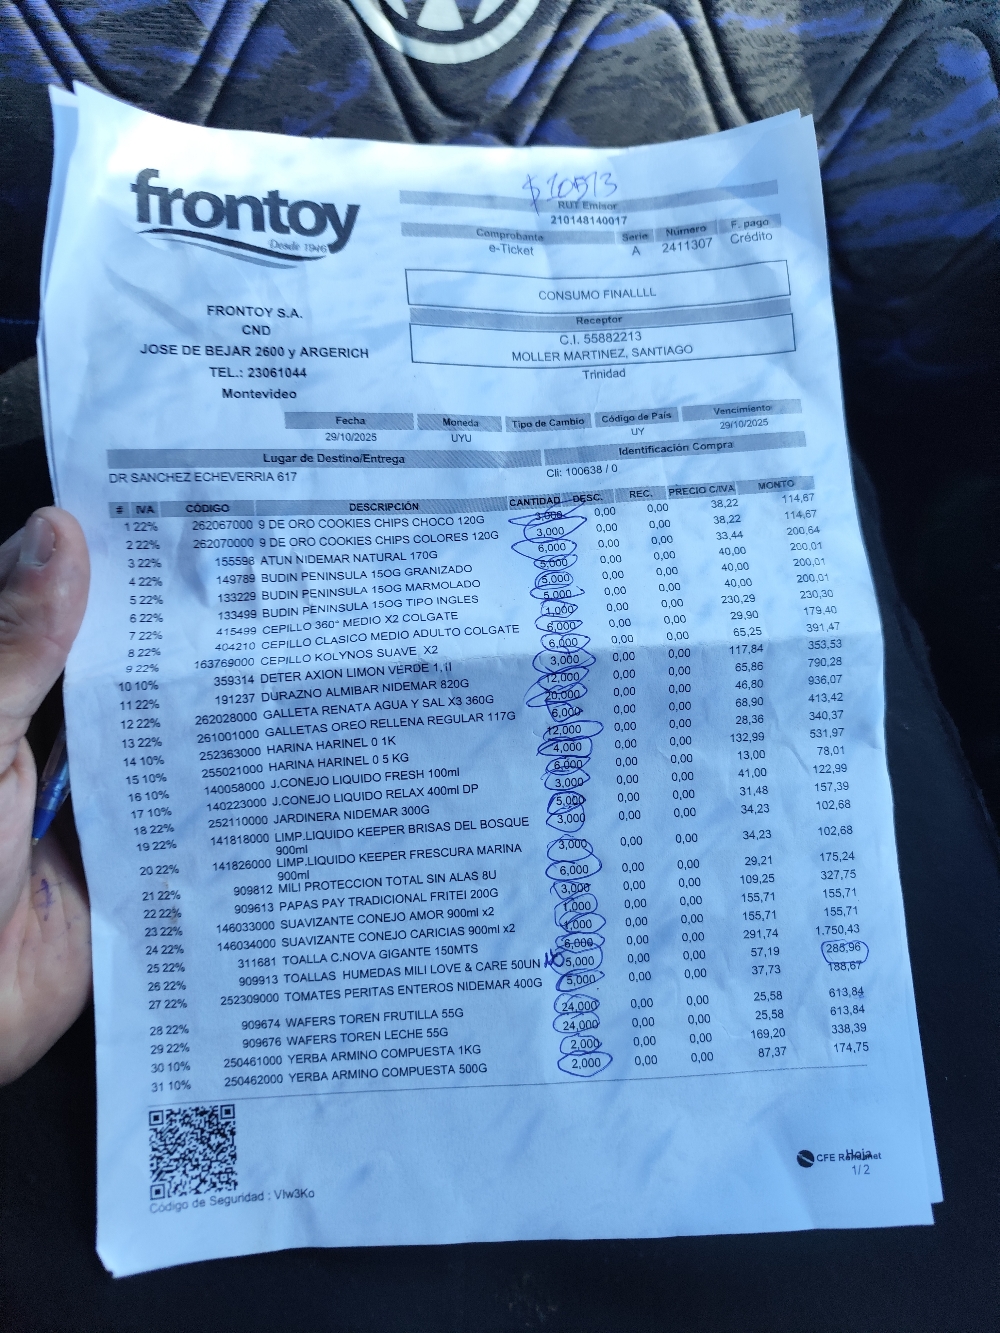 $ 10573
frontoy
Desde 1946
RUT Emisor
210148140017
Comprobante Serie Número F. pago
e-Ticket A 2411307 Crédito
CONSUMO FINALLLL
Receptor
C.I. 55882213
MOLLER MARTINEZ, SANTIAGO
Trinidad
FRONTOY S.A.
CND
JOSE DE BEJAR 2600 y ARGERICH
TEL.: 23061044
Montevideo
Fecha Moneda Tipo de Cambio Código de País Vencimiento
29/10/2025 UYU UY 29/10/2025
Lugar de Destino/Entrega Identificación Compra
DR SANCHEZ ECHEVERRIA 617 Cli: 100638 / 0
# IVA CÓDIGO DESCRIPCIÓN CANTIDAD DESC. REC. PRECIO C/IVA MONTO
1 22% 262067000 9 DE ORO COOKIES CHIPS CHOCO 120G 3,000 0,00 0,00 38,22 114,67
2 22% 262070000 9 DE ORO COOKIES CHIPS COLORES 120G 3,000 0,00 0,00 38,22 114,67
3 22% 155598 ATUN NIDEMAR NATURAL 170G 6,000 0,00 0,00 33,44 200,64
4 22% 149789 BUDIN PENINSULA 15OG GRANIZADO 5,000 0,00 0,00 40,00 200,01
5 22% 133229 BUDIN PENINSULA 15OG MARMOLADO 5,000 0,00 0,00 40,00 200,01
6 22% 133499 BUDIN PENINSULA 15OG TIPO INGLES 5,000 0,00 0,00 40,00 200,01
7 22% 415499 CEPILLO 360° MEDIO X2 COLGATE 1,000 0,00 0,00 230,29 230,30
8 22% 404210 CEPILLO CLASICO MEDIO ADULTO COLGATE 6,000 0,00 0,00 29,90 179,40
9 22% 163769000 CEPILLO KOLYNOS SUAVE X2 6,000 0,00 0,00 65,25 391,47
10 10% 359314 DETER AXION LIMON VERDE 1,1l 3,000 0,00 0,00 117,84 353,53
11 22% 191237 DURAZNO ALMIBAR NIDEMAR 820G 12,000 0,00 0,00 65,86 790,28
12 22% 262028000 GALLETA RENATA AGUA Y SAL X3 360G 20,000 0,00 0,00 46,80 936,07
13 22% 261001000 GALLETAS OREO RELLENA REGULAR 117G 6,000 0,00 0,00 68,90 413,42
14 10% 252363000 HARINA HARINEL 0 1K 12,000 0,00 0,00 28,36 340,37
15 10% 255021000 HARINA HARINEL 0 5 KG 4,000 0,00 0,00 132,99 531,97
16 10% 140058000 J.CONEJO LIQUIDO FRESH 100ml 6,000 0,00 0,00 13,00 78,01
17 10% 140223000 J.CONEJO LIQUIDO RELAX 400ml DP 3,000 0,00 0,00 41,00 122,99
18 22% 252110000 JARDINERA NIDEMAR 300G 5,000 0,00 0,00 31,48 157,39
19 22% 141818000 LIMP.LIQUIDO KEEPER BRISAS DEL BOSQUE 3,000 0,00 0,00 34,23 102,68
900ml
20 22% 141826000 LIMP.LIQUIDO KEEPER FRESCURA MARINA 3,000 0,00 0,00 34,23 102,68
900ml
21 22% 909812 MILI PROTECCION TOTAL SIN ALAS 8U 6,000 0,00 0,00 29,21 175,24
22 22% 909613 PAPAS PAY TRADICIONAL FRITEI 200G 3,000 0,00 0,00 109,25 327,75
23 22% 146033000 SUAVIZANTE CONEJO AMOR 900ml x2 1,000 0,00 0,00 155,71 155,71
24 22% 146034000 SUAVIZANTE CONEJO CARICIAS 900ml x2 1,000 0,00 0,00 155,71 155,71
25 22% 311681 TOALLA C.NOVA GIGANTE 150MTS 6,000 0,00 0,00 291,74 1.750,43
26 22% 909913 TOALLAS HUMEDAS MILI LOVE & CARE 50UN NO 5,000 0,00 0,00 57,19 285,96
27 22% 252309000 TOMATES PERITAS ENTEROS NIDEMAR 400G 5,000 0,00 0,00 37,73 188,67
28 22% 909674 WAFERS TOREN FRUTILLA 55G 24,000 0,00 0,00 25,58 613,84
29 22% 909676 WAFERS TOREN LECHE 55G 24,000 0,00 0,00 25,58 613,84
30 10% 250461000 YERBA ARMINO COMPUESTA 1KG 2,000 0,00 0,00 169,20 338,39
31 10% 250462000 YERBA ARMINO COMPUESTA 500G 2,000 0,00 0,00 87,37 174,75
Código de Seguridad : VIw3Ko
CFE
Hoja
1/ 2